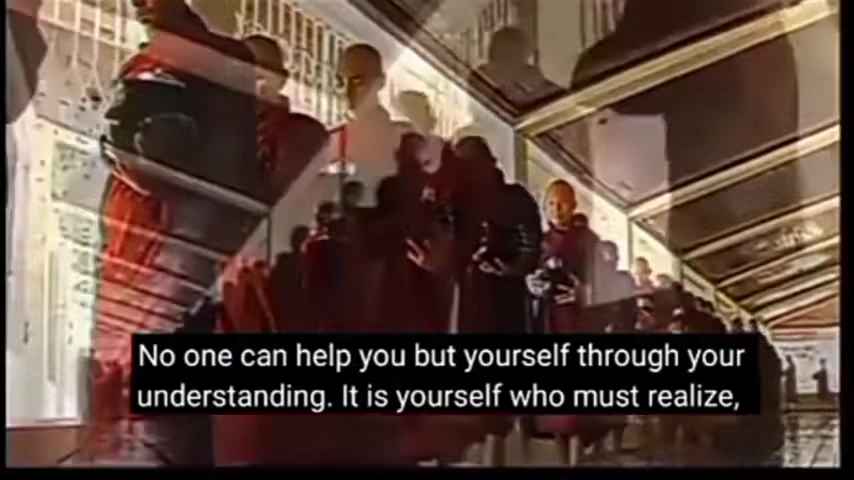 No one can help you but yourself through your
understanding. It is yourself who must realize,